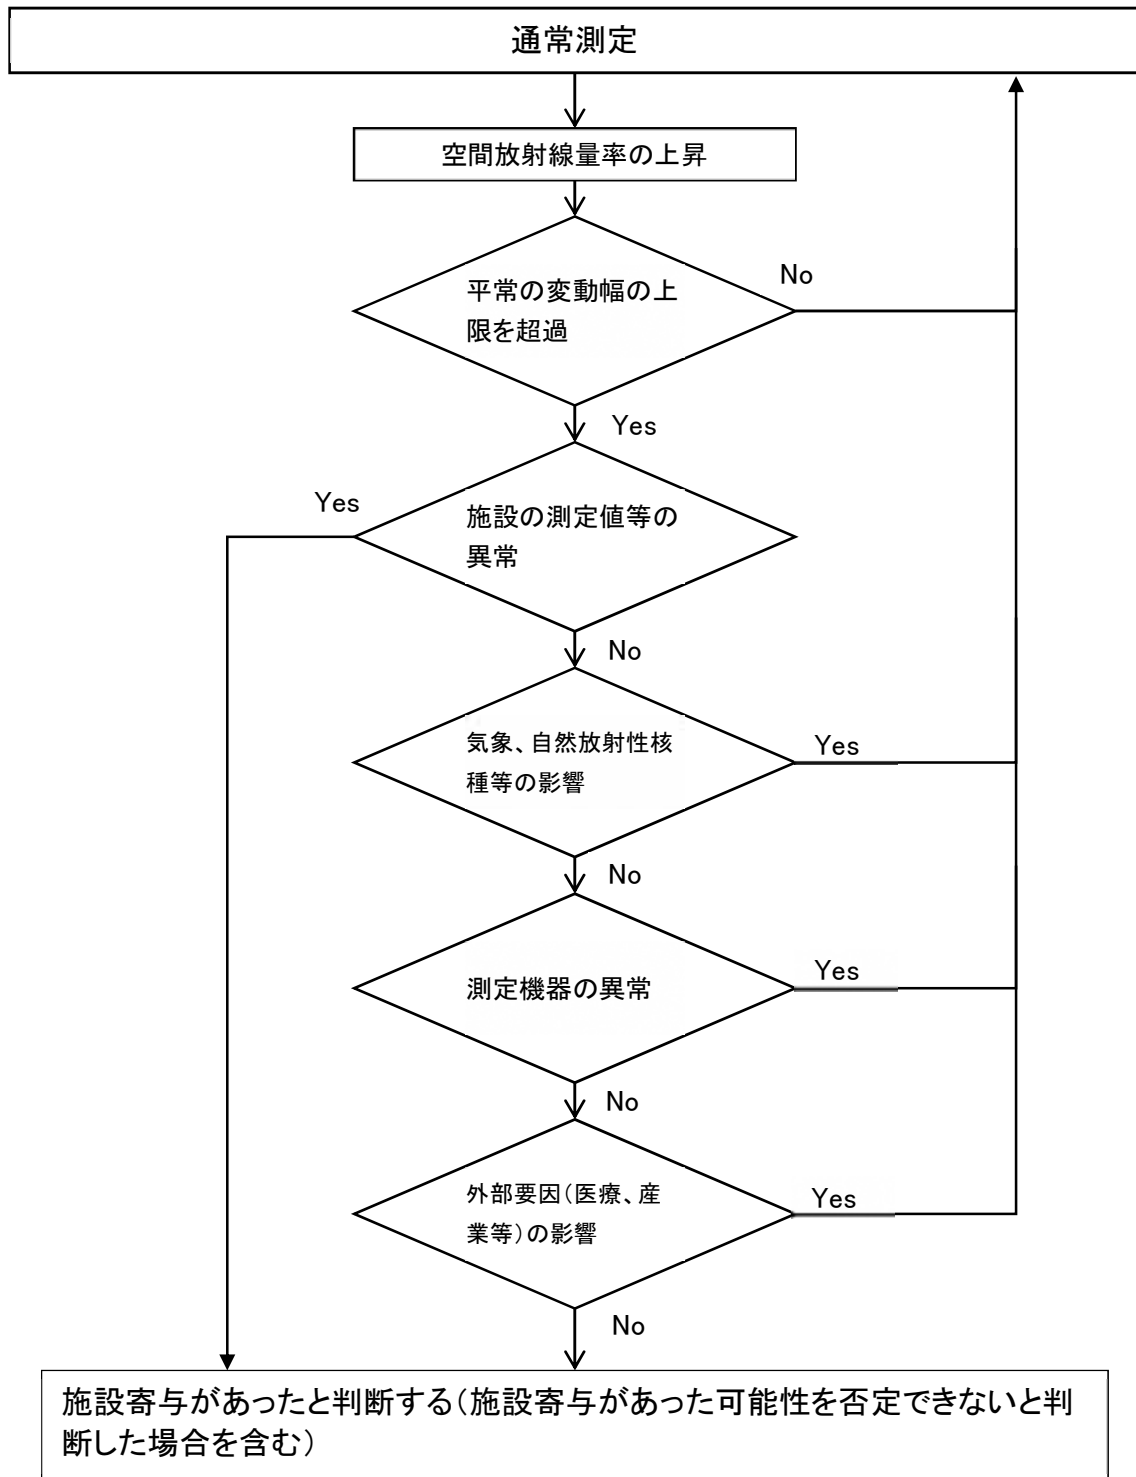 通常測定
空間放射線量率の上昇
平常の変動幅の上
限を超過
No
Yes
施設の測定値等の
異常
Yes
No
気象、自然放射性核
種等の影響
Yes
No
測定機器の異常
Yes
No
外部要因(医療、産
業等)の影響
Yes
No
施設寄与があったと判断する(施設寄与があった可能性を否定できないと判
断した場合を含む)